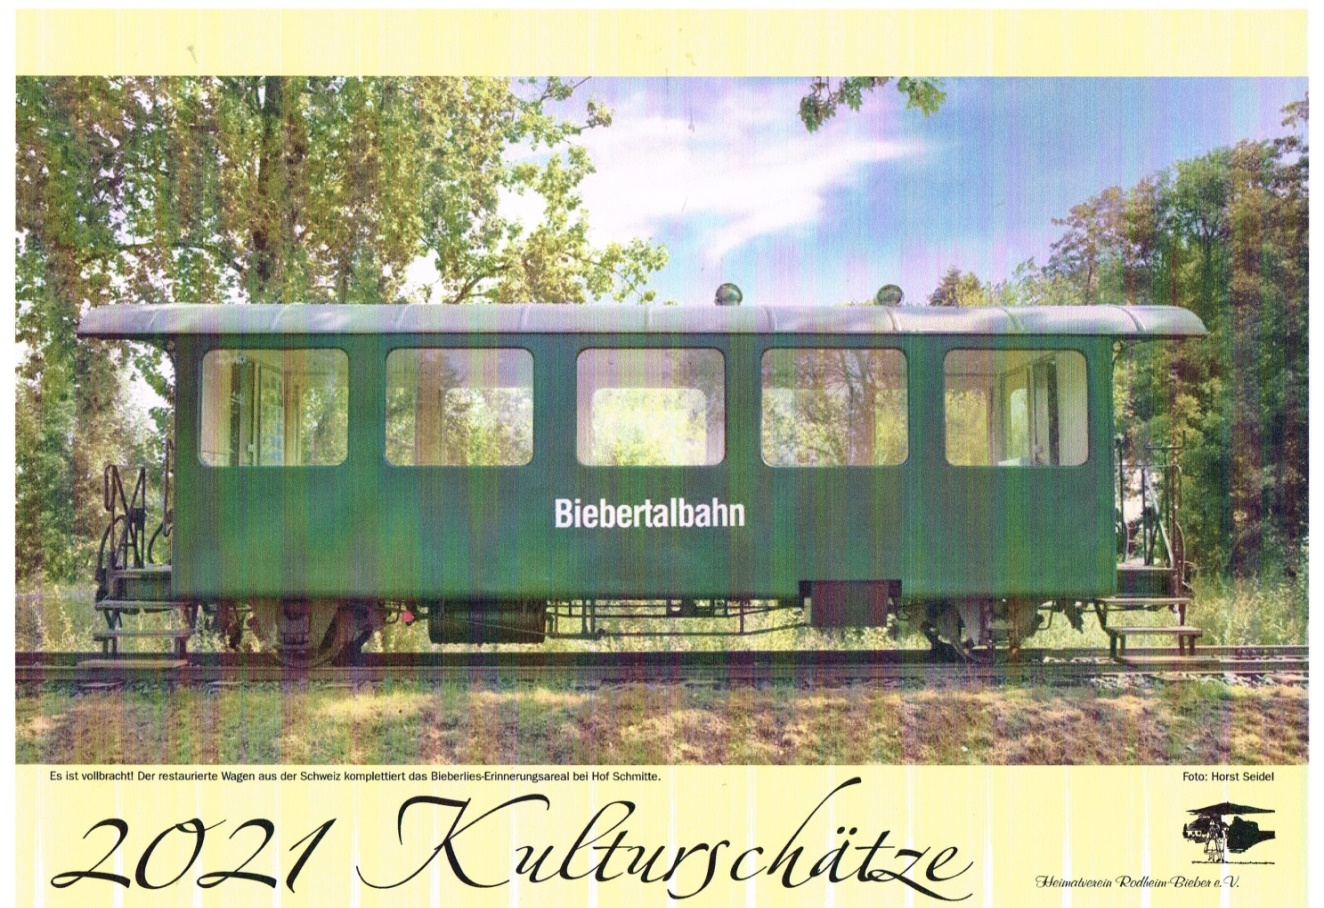 Biebertalbahn
Es ist vollbracht! Der restaurierte Wagen aus der Schweiz komplettiert das Bieberlies-Erinnerungsareal bei Hof Schmitte.
Foto: Horst Seidel
2021 Kulturschätze
Heimatverein Rodheim-Bieber e.V.